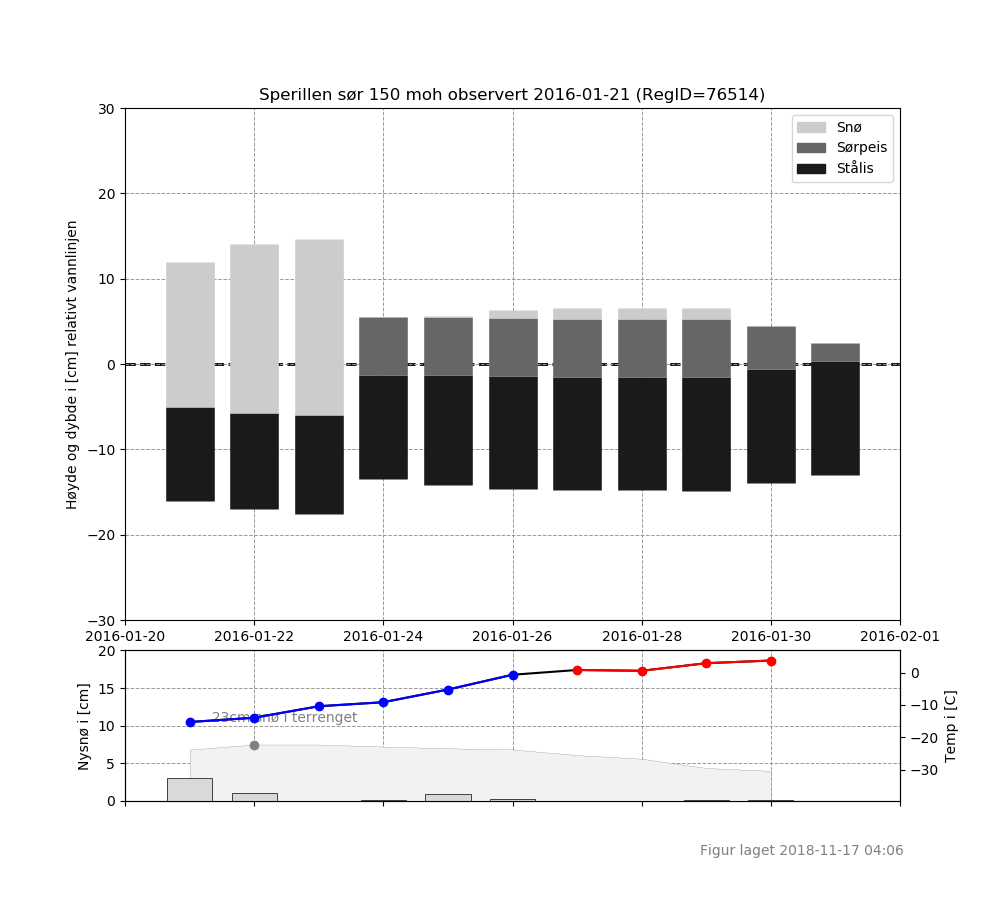 Sperillen sør 150 moh observert 2016-01-21 (RegID=76514)
30
20
10
0
−10
−20
−30
Høyde og dybde i [cm] relativt vannlinjen
Snø
Sørpeis
Stålis
2016-01-20
2016-01-22
2016-01-24
2016-01-26
2016-01-28
2016-01-30
2016-02-01
20
15
10
5
0
Nysnø i [cm]
23cm snø i terrenget
0
−10
−20
−30
Temp i [C]
Figur laget 2018-11-17 04:06